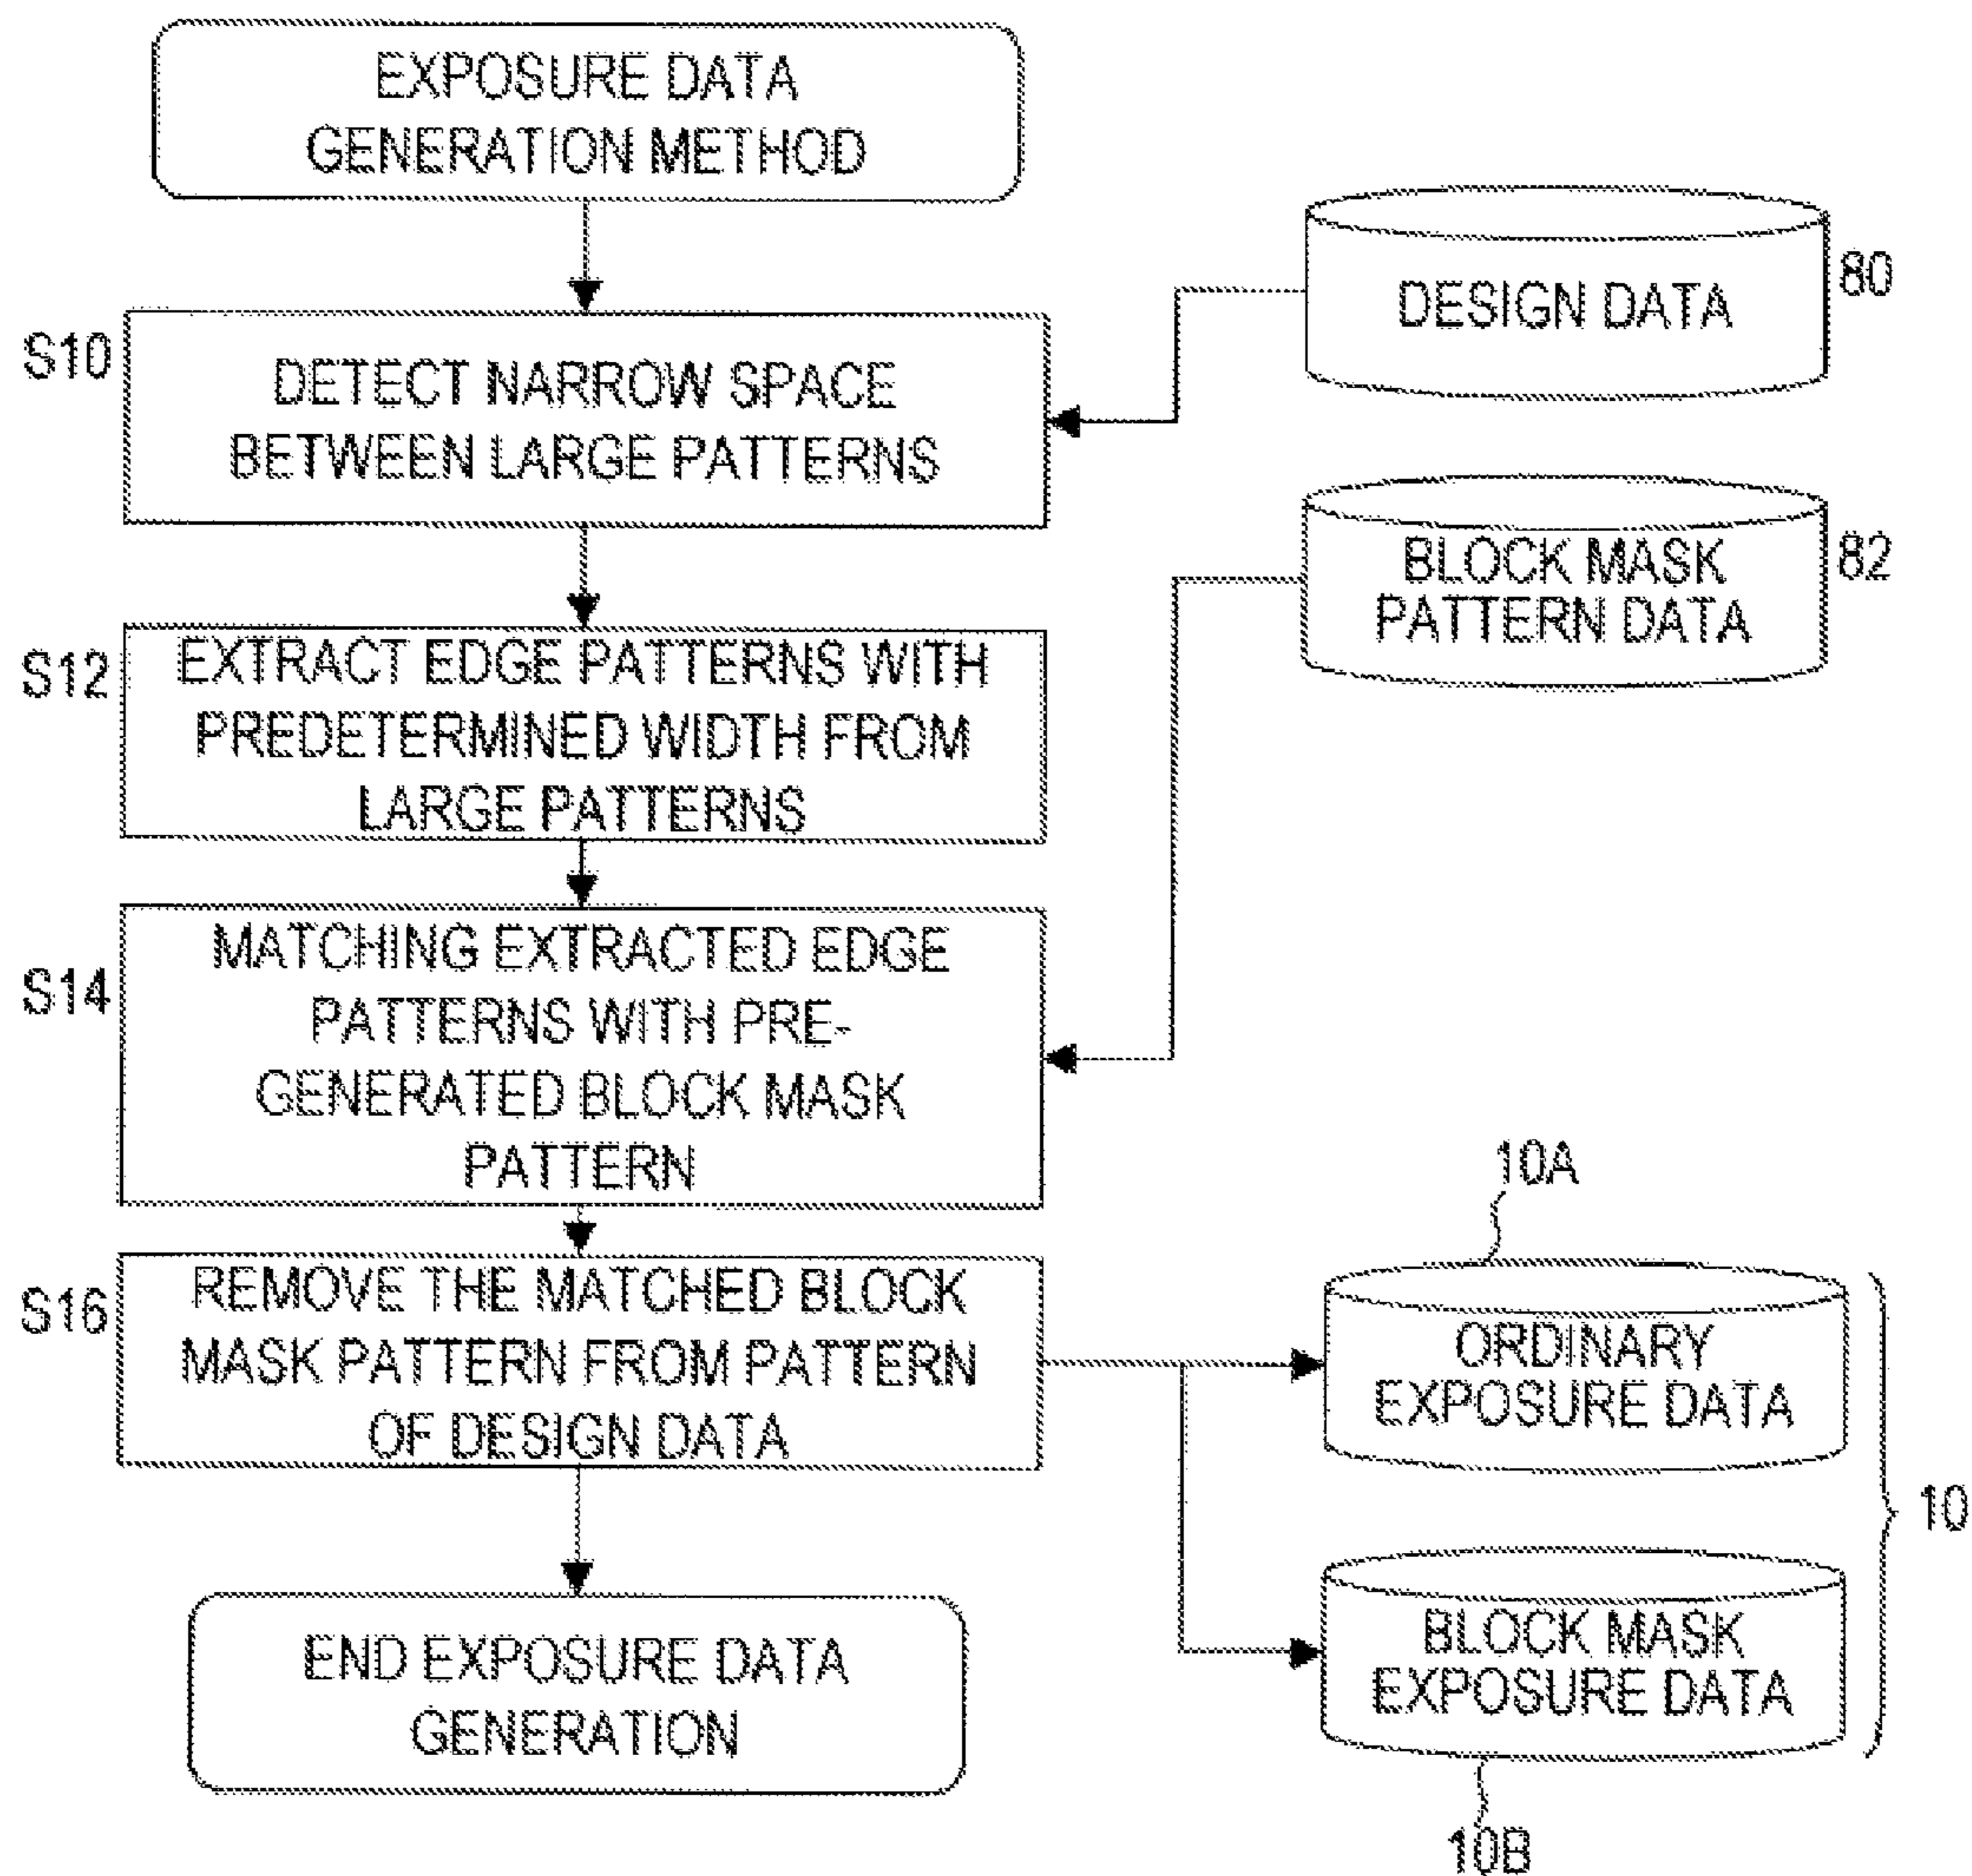 EXPOSURE DATA
GENERATION METHOD
DESIGN DATA
80
S10
DETECT NARROW SPACE
BETWEEN LARGE PATTERNS
BLOCK MASK
PATTERN DATA
82
S12
EXTRACT EDGE PATTERNS WITH
PREDETERMINED WIDTH FROM
LARGE PATTERNS
S14
MATCHING EXTRACTED EDGE
PATTERNS WITH PRE-
GENERATED BLOCK MASK
PATTERN
10A
S16
REMOVE THE MATCHED BLOCK
MASK PATTERN FROM PATTERN
OF DESIGN DATA
ORDINARY
EXPOSURE DATA
10
BLOCK MASK
EXPOSURE DATA
10B
END EXPOSURE DATA
GENERATION